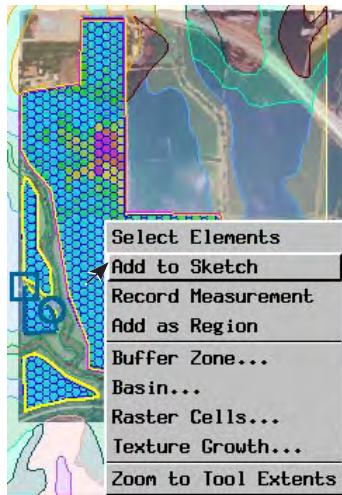 Select Elements
Add to Sketch
Record Measurement
Add as Region
Buffer Zone...
Basin...
Raster Cells...
Texture Growth...
Zoom to Tool Extents